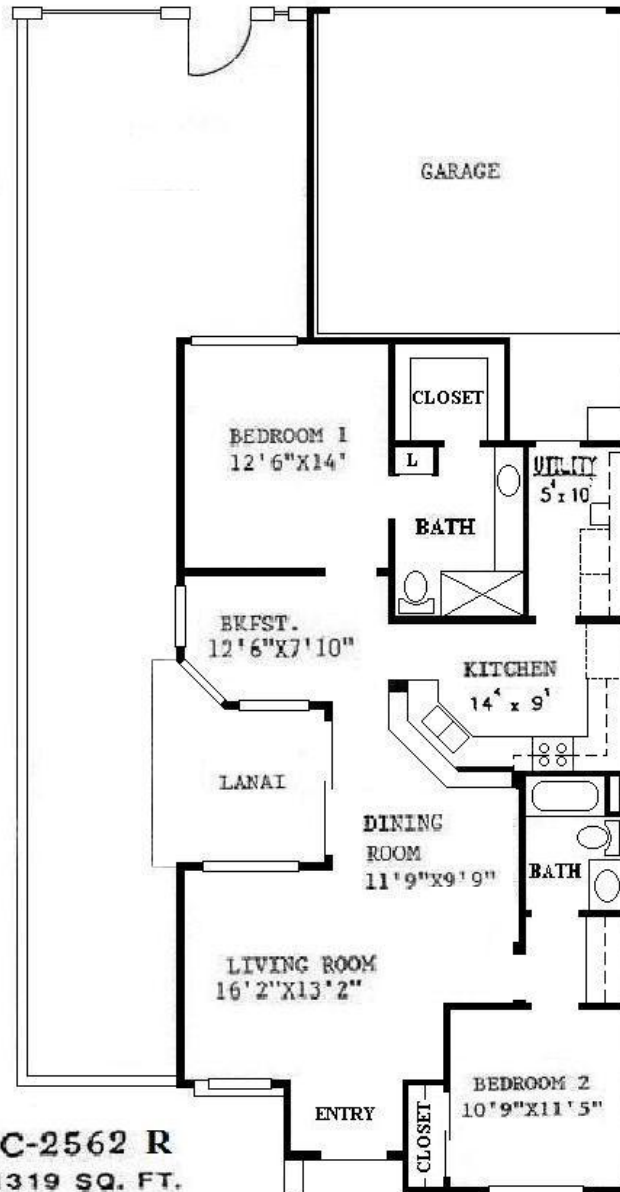 GARAGE
CLOSET
BEDROOM 1
12'6"X14'
L
UTILITY
5' x 10'
BATH
BKFST.
12'6"X7'10"
KITCHEN
14' x 9'
LANAI
DINING
ROOM
11'9"X9'9"
BATH
LIVING ROOM
16'2"X13'2"
BEDROOM 2
10'9"X11'5"
ENTRY
CLOSET
C-2562 R
1319 SQ. FT.